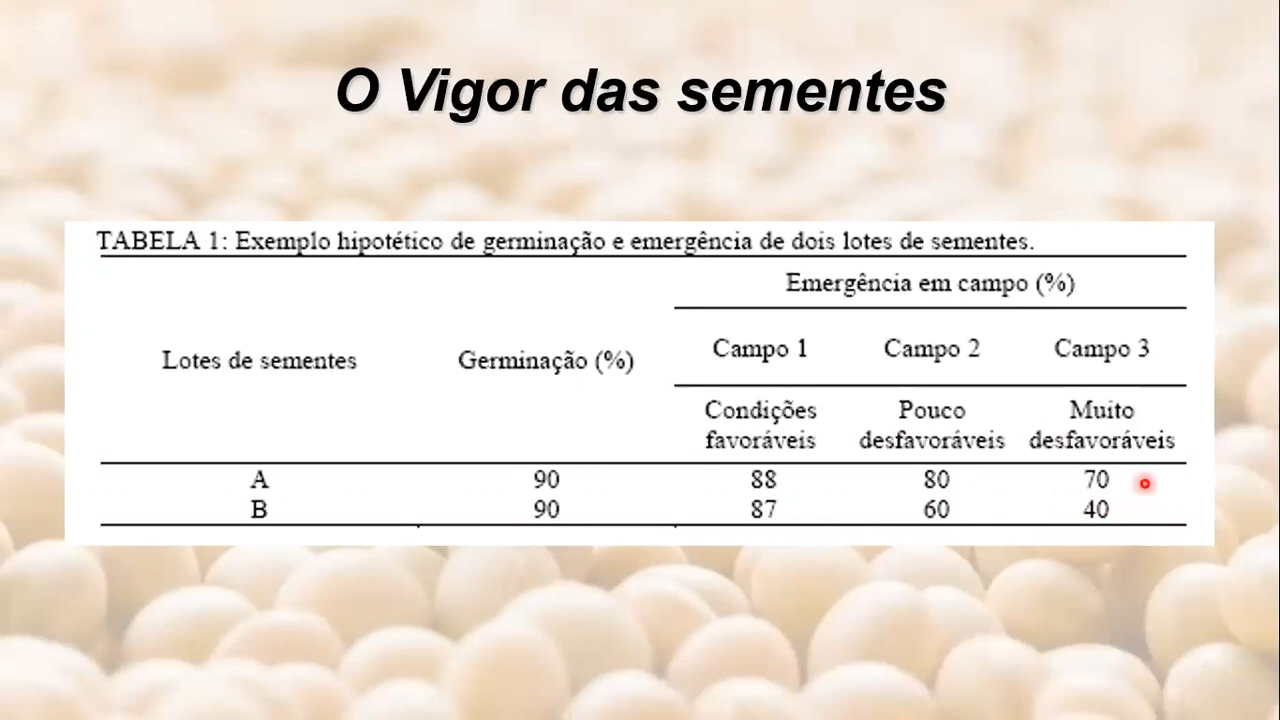 O Vigor das sementes
TABELA 1: Exemplo hipotético de germinação e emergência de dois lotes de sementes.
Emergência em campo (%)
Lotes de sementes Germinação (%) Campo 1 Campo 2 Campo 3
Condições Pouco Muito
favoráveis desfavoráveis desfavoráveis
A 90 88 80 70
B 90 87 60 40